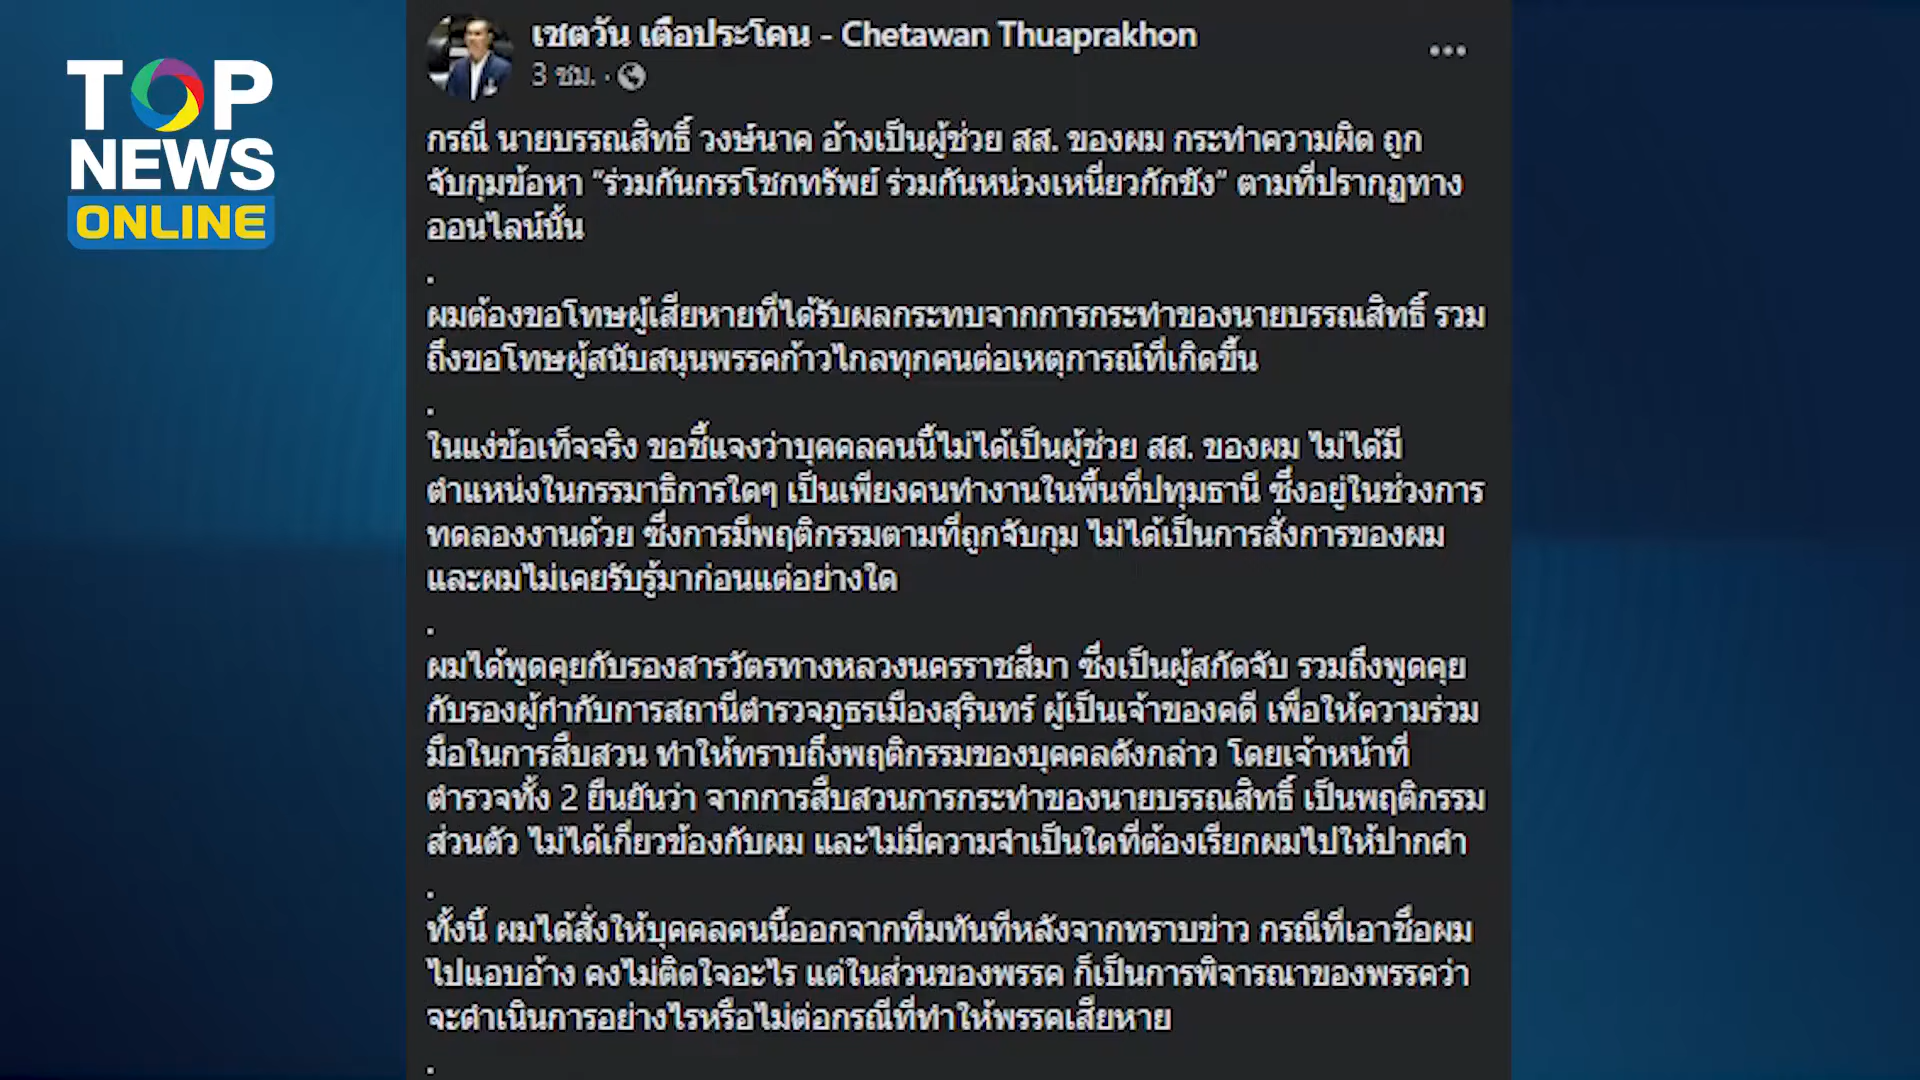 TOP
NEWS
ONLINE
เชตวัน เตือประโคน - Chetawan Thuaprakhon
3 ชม. ·
กรณี นายบรรณสิทธิ์ วงษ์นาค อ้างเป็นผู้ช่วย สส. ของผม กระทำความผิด ถูก
จับกุมข้อหา “ร่วมกันกรรโชกทรัพย์ ร่วมกันหน่วงเหนี่ยวกักขัง” ตามที่ปรากฏทาง
ออนไลน์นั้น
.
ผมต้องขอโทษผู้เสียหายที่ได้รับผลกระทบจากการกระทำของนายบรรณสิทธิ์ รวม
ถึงขอโทษผู้สนับสนุนพรรคก้าวไกลทุกคนต่อเหตุการณ์ที่เกิดขึ้น
.
ในแง่ข้อเท็จจริง ขอชี้แจงว่าบุคคลคนนี้ไม่ได้เป็นผู้ช่วย สส. ของผม ไม่ได้มี
ตำแหน่งในกรรมาธิการใดๆ เป็นเพียงคนทำงานในพื้นที่ปทุมธานี ซึ่งอยู่ในช่วงการ
ทดลองงานด้วย ซึ่งการมีพฤติกรรมตามที่ถูกจับกุม ไม่ได้เป็นการสั่งการของผม
และผมไม่เคยรับรู้มาก่อนแต่อย่างใด
.
ผมได้พูดคุยกับรองสารวัตรทางหลวงนครราชสีมา ซึ่งเป็นผู้สกัดจับ รวมถึงพูดคุย
กับรองผู้กำกับการสถานีตำรวจภูธรเมืองสุรินทร์ ผู้เป็นเจ้าของคดี เพื่อให้ความร่วม
มือในการสืบสวน ทำให้ทราบถึงพฤติกรรมของบุคคลดังกล่าว โดยเจ้าหน้าที่
ตำรวจทั้ง 2 ยืนยันว่า จากการสืบสวนการกระทำของนายบรรณสิทธิ์ เป็นพฤติกรรม
ส่วนตัว ไม่ได้เกี่ยวข้องกับผม และไม่มีความจำเป็นใดที่ต้องเรียกผมไปให้ปากคำ
.
ทั้งนี้ ผมได้สั่งให้บุคคลคนนี้ออกจากทีมทันทีหลังจากทราบข่าว กรณีที่เอาชื่อผม
ไปแอบอ้าง คงไม่ติดใจอะไร แต่ในส่วนของพรรค ก็เป็นการพิจารณาของพรรคว่า
จะดำเนินการอย่างไรหรือไม่ต่อกรณีที่ทำให้พรรคเสียหาย
.